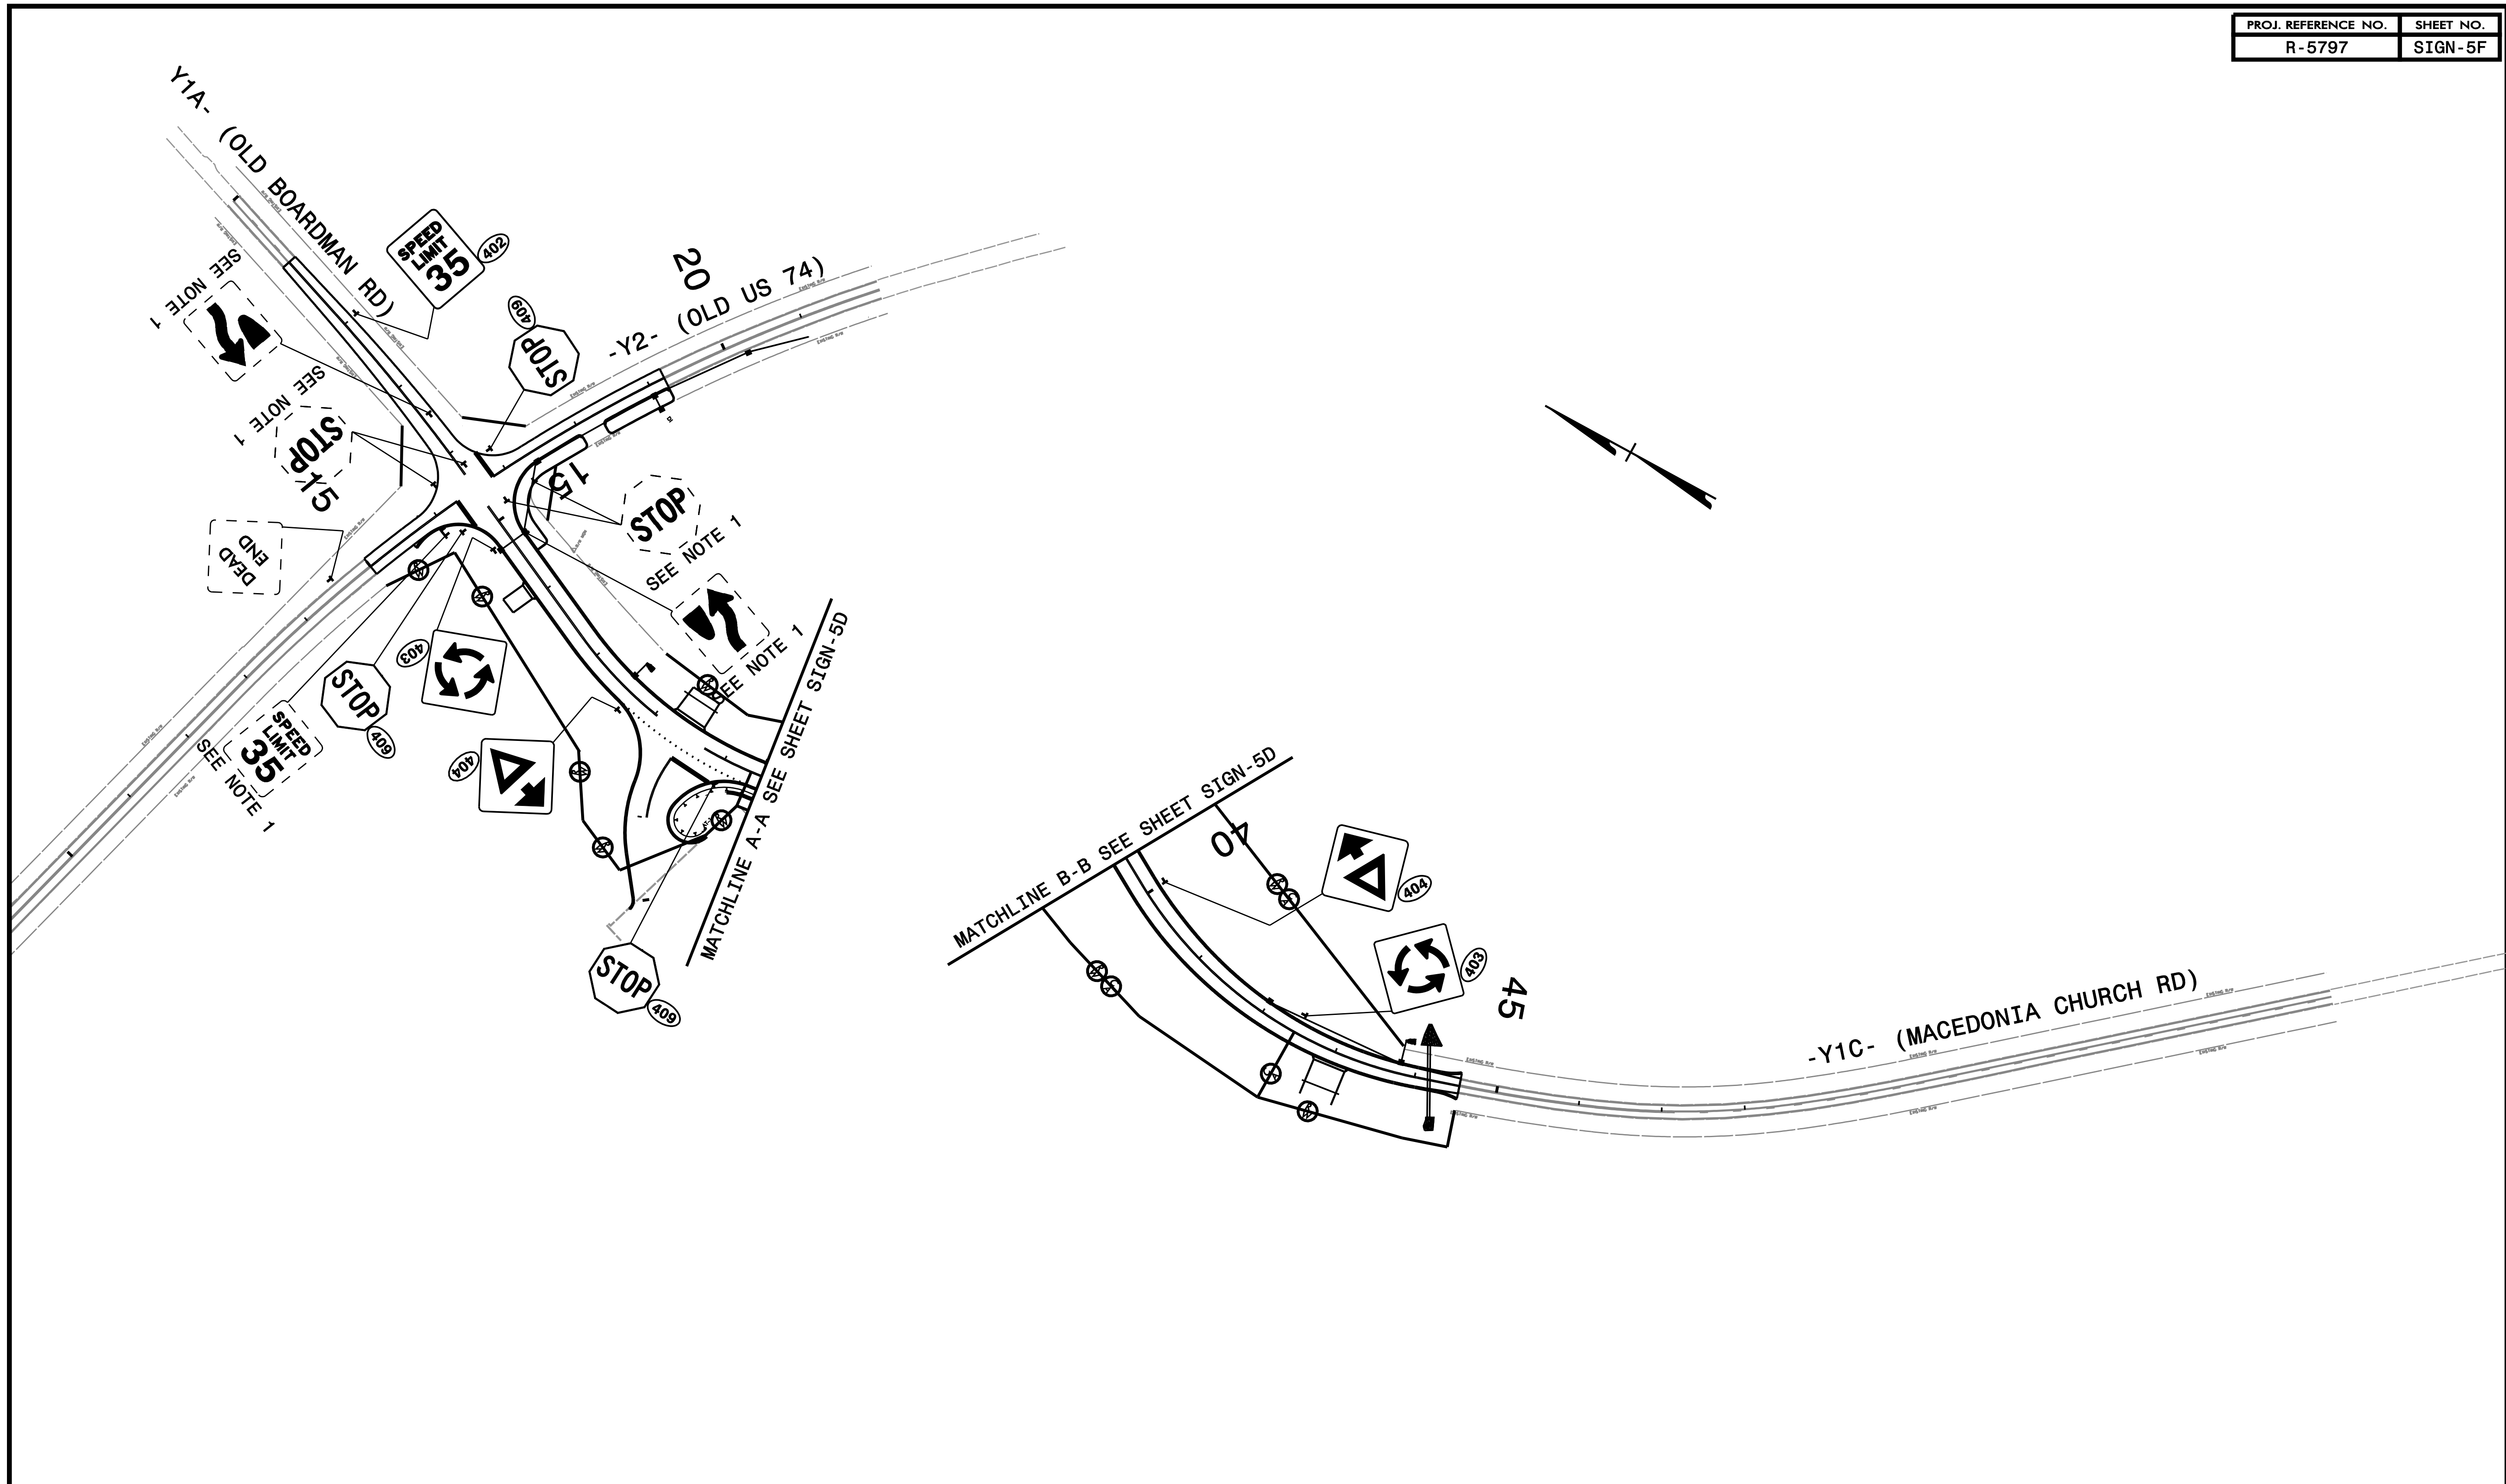 PROJ. REFERENCE NO.
SHEET NO.
R-5797
SIGN-5F
Y1A- (OLD BOARDMAN RD)
SPEED
LIMIT
35
402
-Y2- (OLD US 74)
20
409
STOP
SEE NOTE 1
SEE NOTE 1
STOP
15
15
STOP
SEE NOTE 1
DEAD
END
SEE NOTE 1
403
STOP
409
SPEED
LIMIT
35
SEE NOTE 1
404
MATCHLINE A-A SEE SHEET SIGN-5D
STOP
409
MATCHLINE B-B SEE SHEET SIGN-5D
40
404
403
45
-Y1C- (MACEDONIA CHURCH RD)